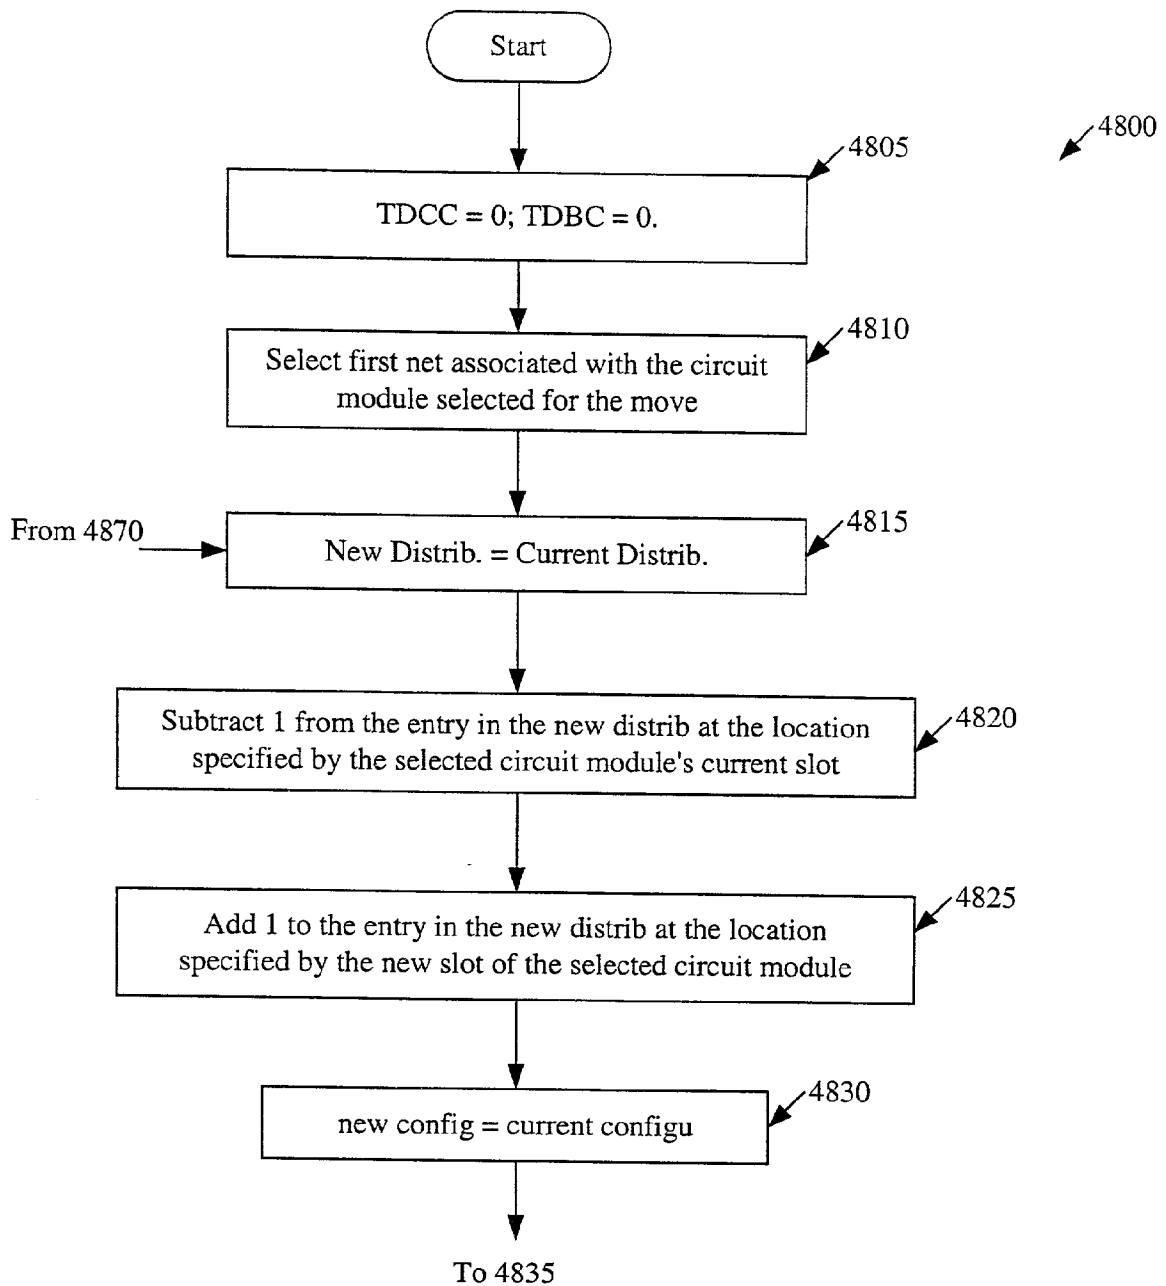 Start
4800
4805
TDCC = 0; TDBC = 0.
4810
Select first net associated with the circuit
module selected for the move
From 4870
4815
New Distrib. = Current Distrib.
4820
Subtract 1 from the entry in the new distrib at the location
specified by the selected circuit module's current slot
4825
Add 1 to the entry in the new distrib at the location
specified by the new slot of the selected circuit module
4830
new config = current configu
To 4835